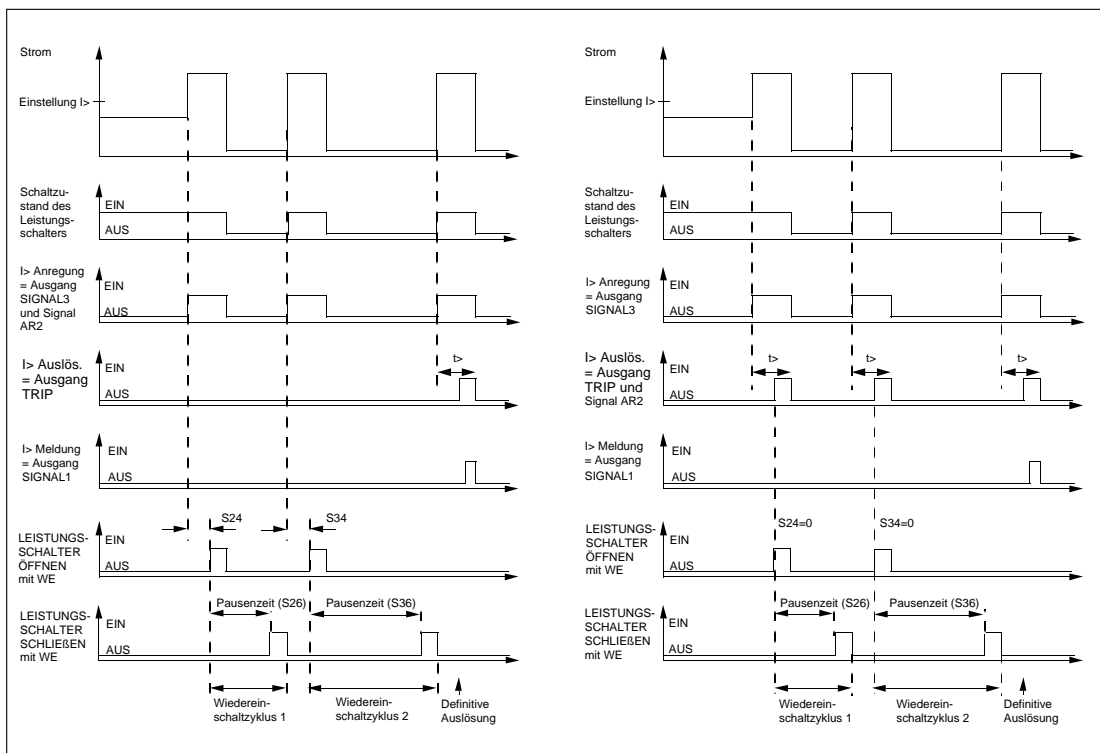 Strom
Einstellung I>
Schaltzu-
stand des
Leistungs-
schalters
EIN
AUS
I> Anregung
= Ausgang
SIGNAL3
und Signal
AR2
EIN
AUS
I> Auslös.
= Ausgang
TRIP
EIN
AUS
t>
I> Meldung
= Ausgang
SIGNAL1
EIN
AUS
LEISTUNGS-
SCHALTER
ÖFFNEN
mit WE
EIN
AUS
S24
S34
LEISTUNGS-
SCHALTER
SCHLIEßEN
mit WE
EIN
AUS
Pausenzeit (S26)
Pausenzeit (S36)
Wiederein-
schaltzyklus 1
Wiederein-
schaltzyklus 2
Definitive
Auslösung
Strom
Einstellung I>
Schaltzu-
stand des
Leistungs-
schalters
EIN
AUS
I> Anregung
= Ausgang
SIGNAL3
EIN
AUS
I> Auslös.
= Ausgang
TRIP und
Signal AR2
EIN
AUS
t>
t>
t>
I> Meldung
= Ausgang
SIGNAL1
EIN
AUS
LEISTUNGS-
SCHALTER
ÖFFNEN
mit WE
EIN
AUS
S24=0
S34=0
LEISTUNGS-
SCHALTER
SCHLIEßEN
mit WE
EIN
AUS
Pausenzeit (S26)
Pausenzeit (S36)
Wiederein-
schaltzyklus 1
Wiederein-
schaltzyklus 2
Definitive
Auslösung